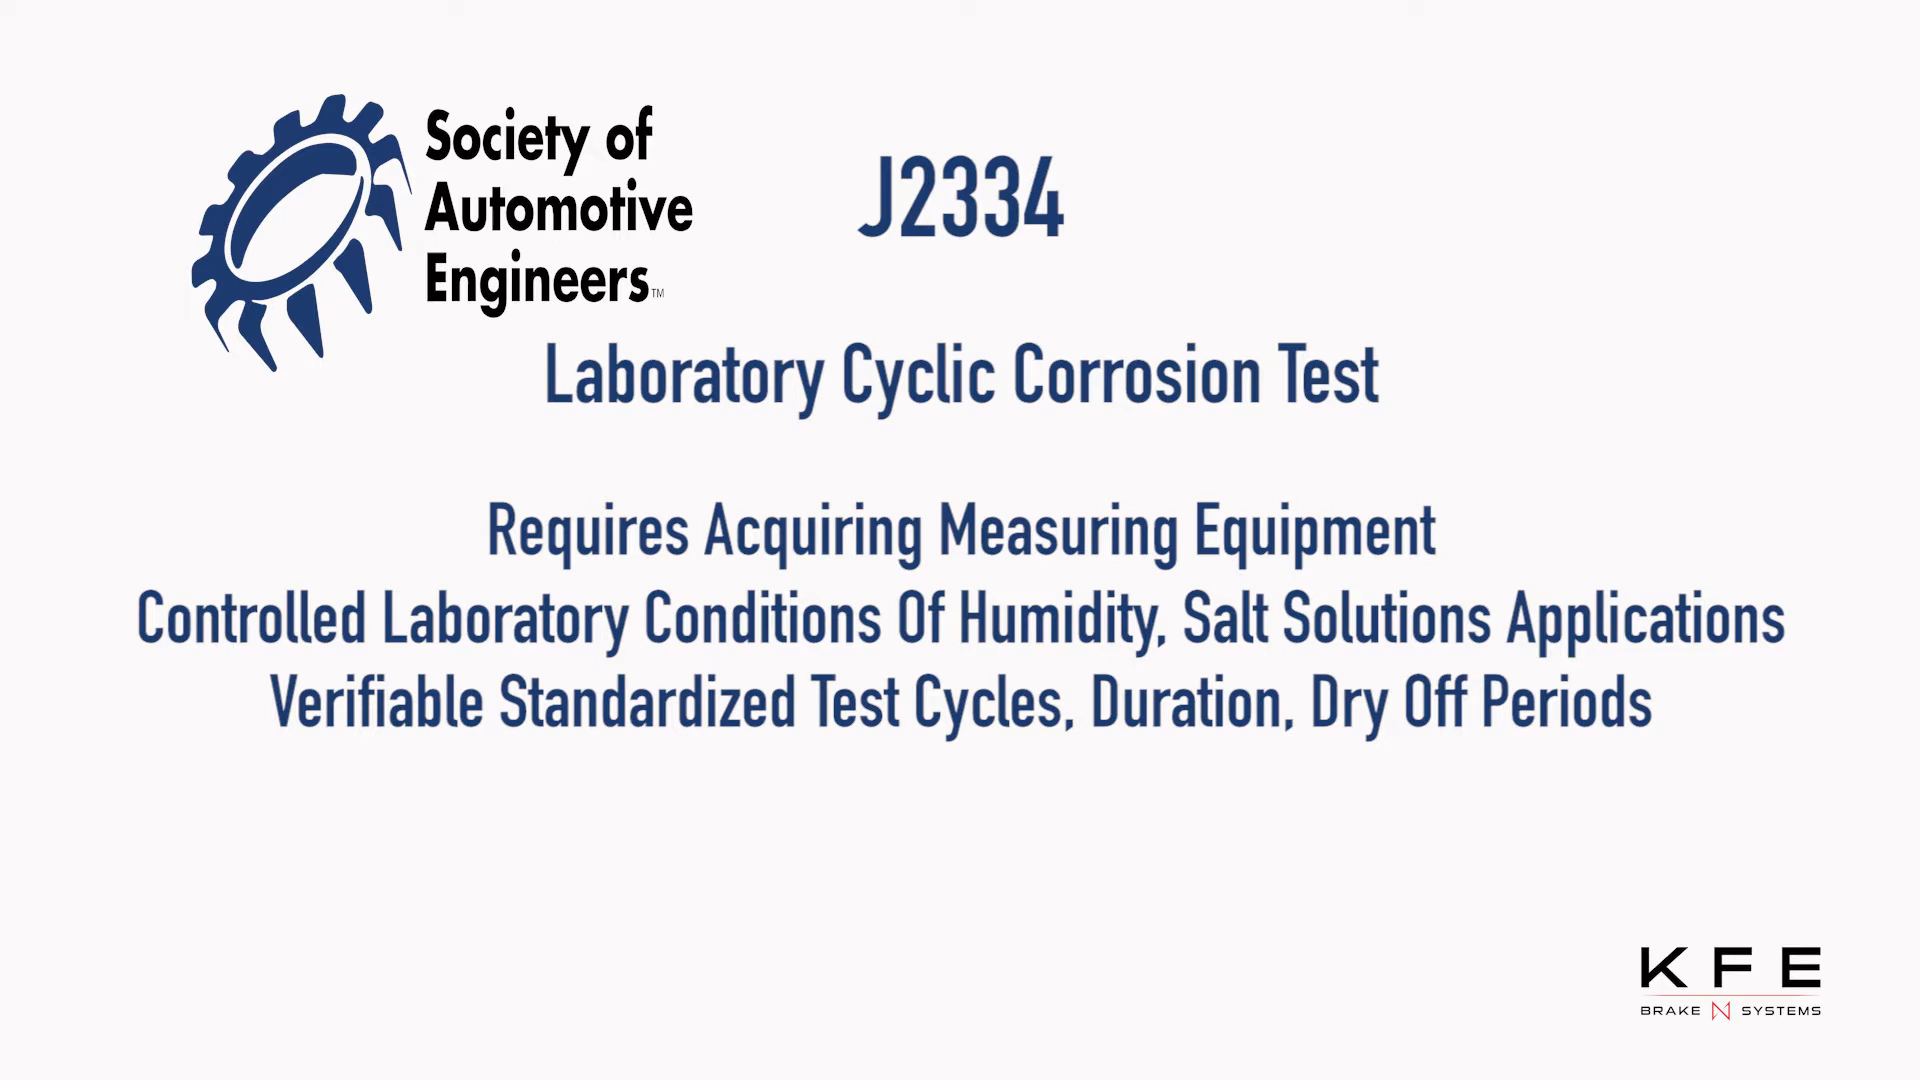 Society of
Automotive
Engineers™
J2334
Laboratory Cyclic Corrosion Test
Requires Acquiring Measuring Equipment
Controlled Laboratory Conditions Of Humidity, Salt Solutions Applications
Verifiable Standardized Test Cycles, Duration, Dry Off Periods
KFE
BRAKE SYSTEMS